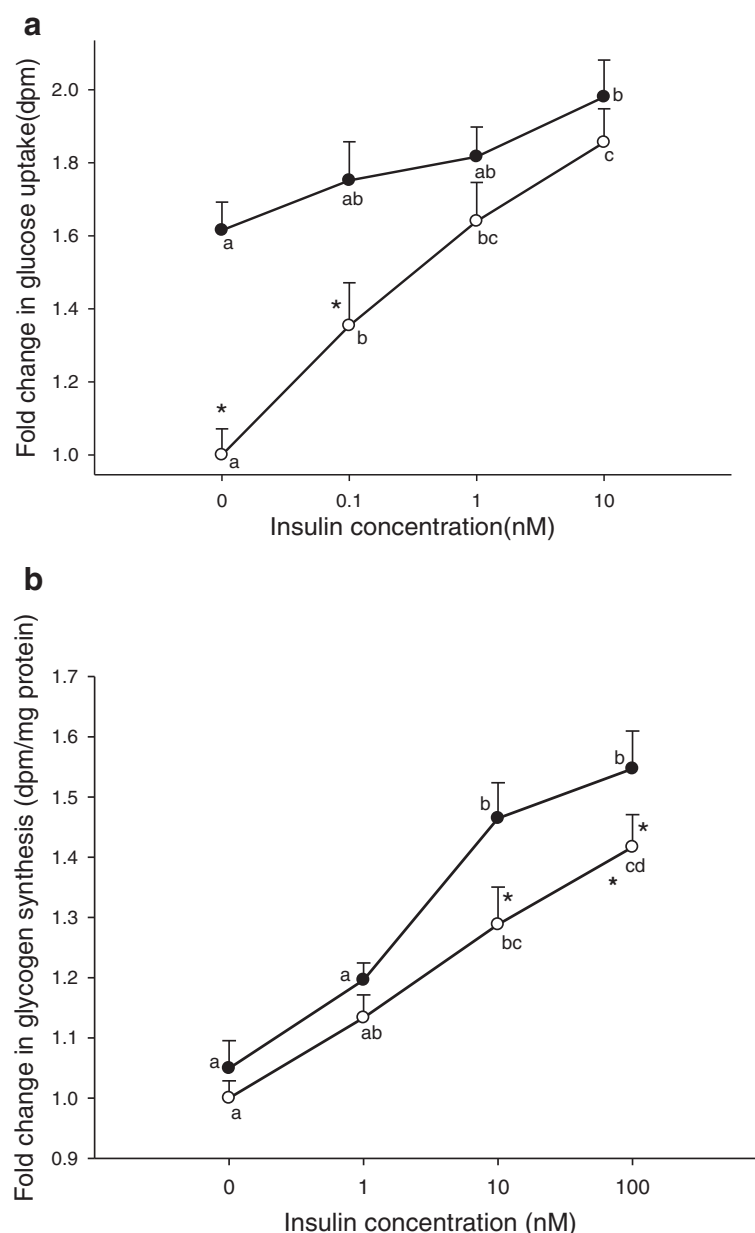 a
Fold change in glucose uptake(dpm)
2.0
1.8
1.6
1.4
1.2
1.0
b
ab
ab
a
c
bc
*
b
*
a
0 0.1 1 10
Insulin concentration(nM)
b
Fold change in glycogen synthesis (dpm/mg protein)
1.7
1.6
1.5
1.4
1.3
1.2
1.1
1.0
0.9
b
b
a
a
*
cd
*
*
bc
ab
a
0 1 10 100
Insulin concentration (nM)